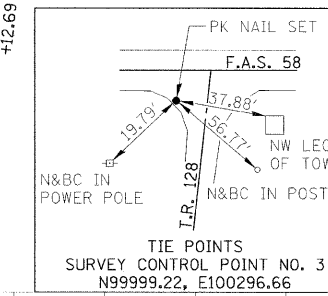 +12.69
PK NAIL SET
F.A.S. 58
37.88'
19.79'
56.77'
NW LEG
OF TOW
N&BC IN
POWER POLE
N&BC IN POST
T.R. 128
TIE POINTS
SURVEY CONTROL POINT NO. 3
N99999.22, E100296.66